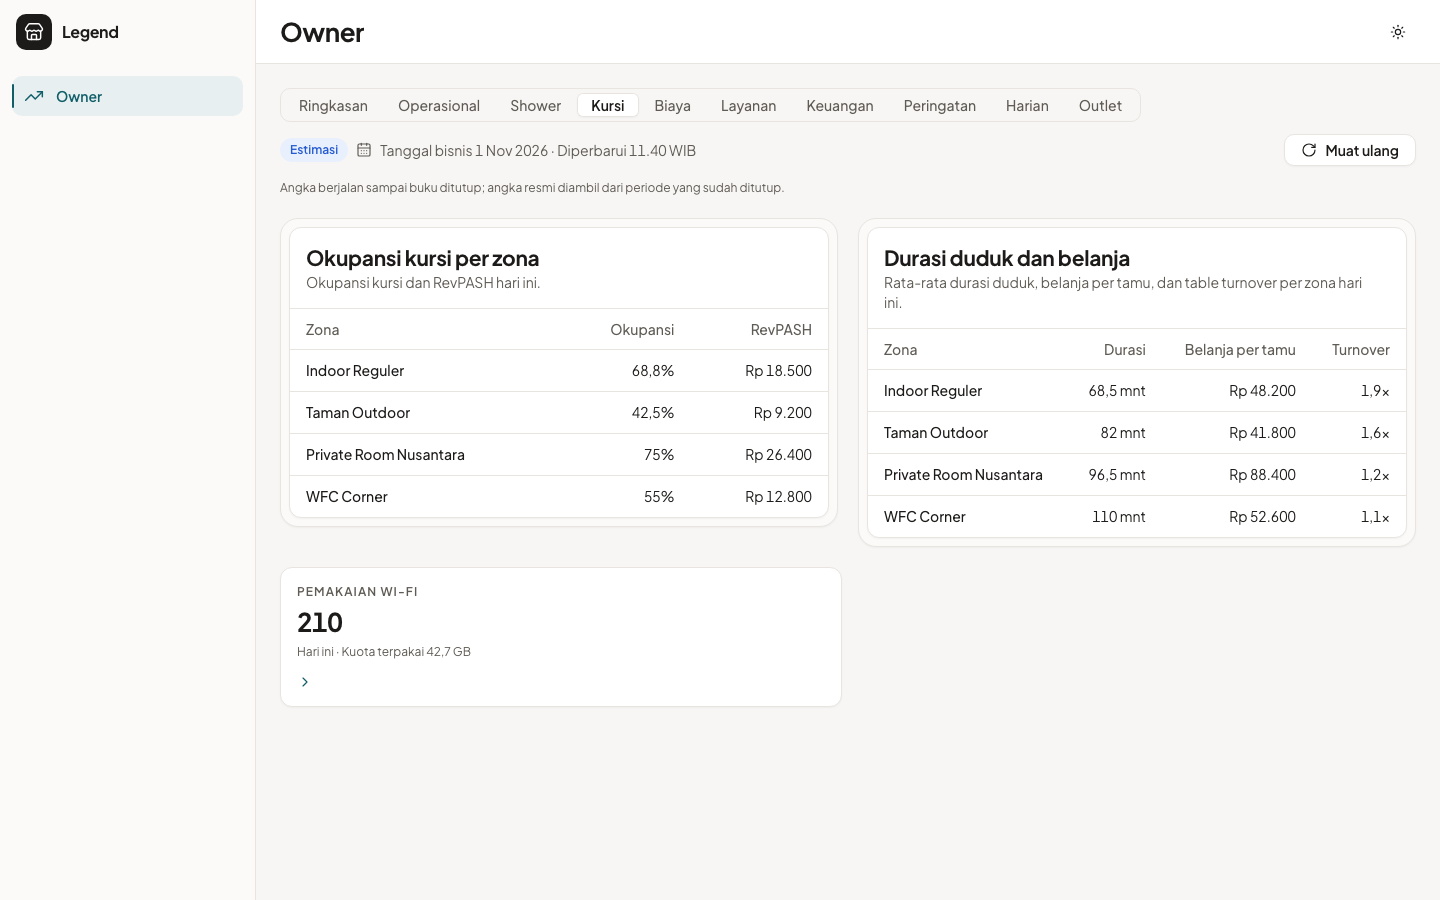 Legend
Owner
Owner
Ringkasan Operasional Shower Kursi Biaya Layanan Keuangan Peringatan Harian Outlet
Estimasi Tanggal bisnis 1 Nov 2026 · Diperbarui 11.40 WIB
Muat ulang
Angka berjalan sampai buku ditutup; angka resmi diambil dari periode yang sudah ditutup.
Okupansi kursi per zona
Okupansi kursi dan RevPASH hari ini.
Zona Okupansi RevPASH
Indoor Reguler 68,8% Rp 18.500
Taman Outdoor 42,5% Rp 9.200
Private Room Nusantara 75% Rp 26.400
WFC Corner 55% Rp 12.800
Durasi duduk dan belanja
Rata-rata durasi duduk, belanja per tamu, dan table turnover per zona hari
ini.
Zona Durasi Belanja per tamu Turnover
Indoor Reguler 68,5 mnt Rp 48.200 1,9×
Taman Outdoor 82 mnt Rp 41.800 1,6×
Private Room Nusantara 96,5 mnt Rp 88.400 1,2×
WFC Corner 110 mnt Rp 52.600 1,1×
PEMAKAIAN WI-FI
210
Hari ini · Kuota terpakai 42,7 GB